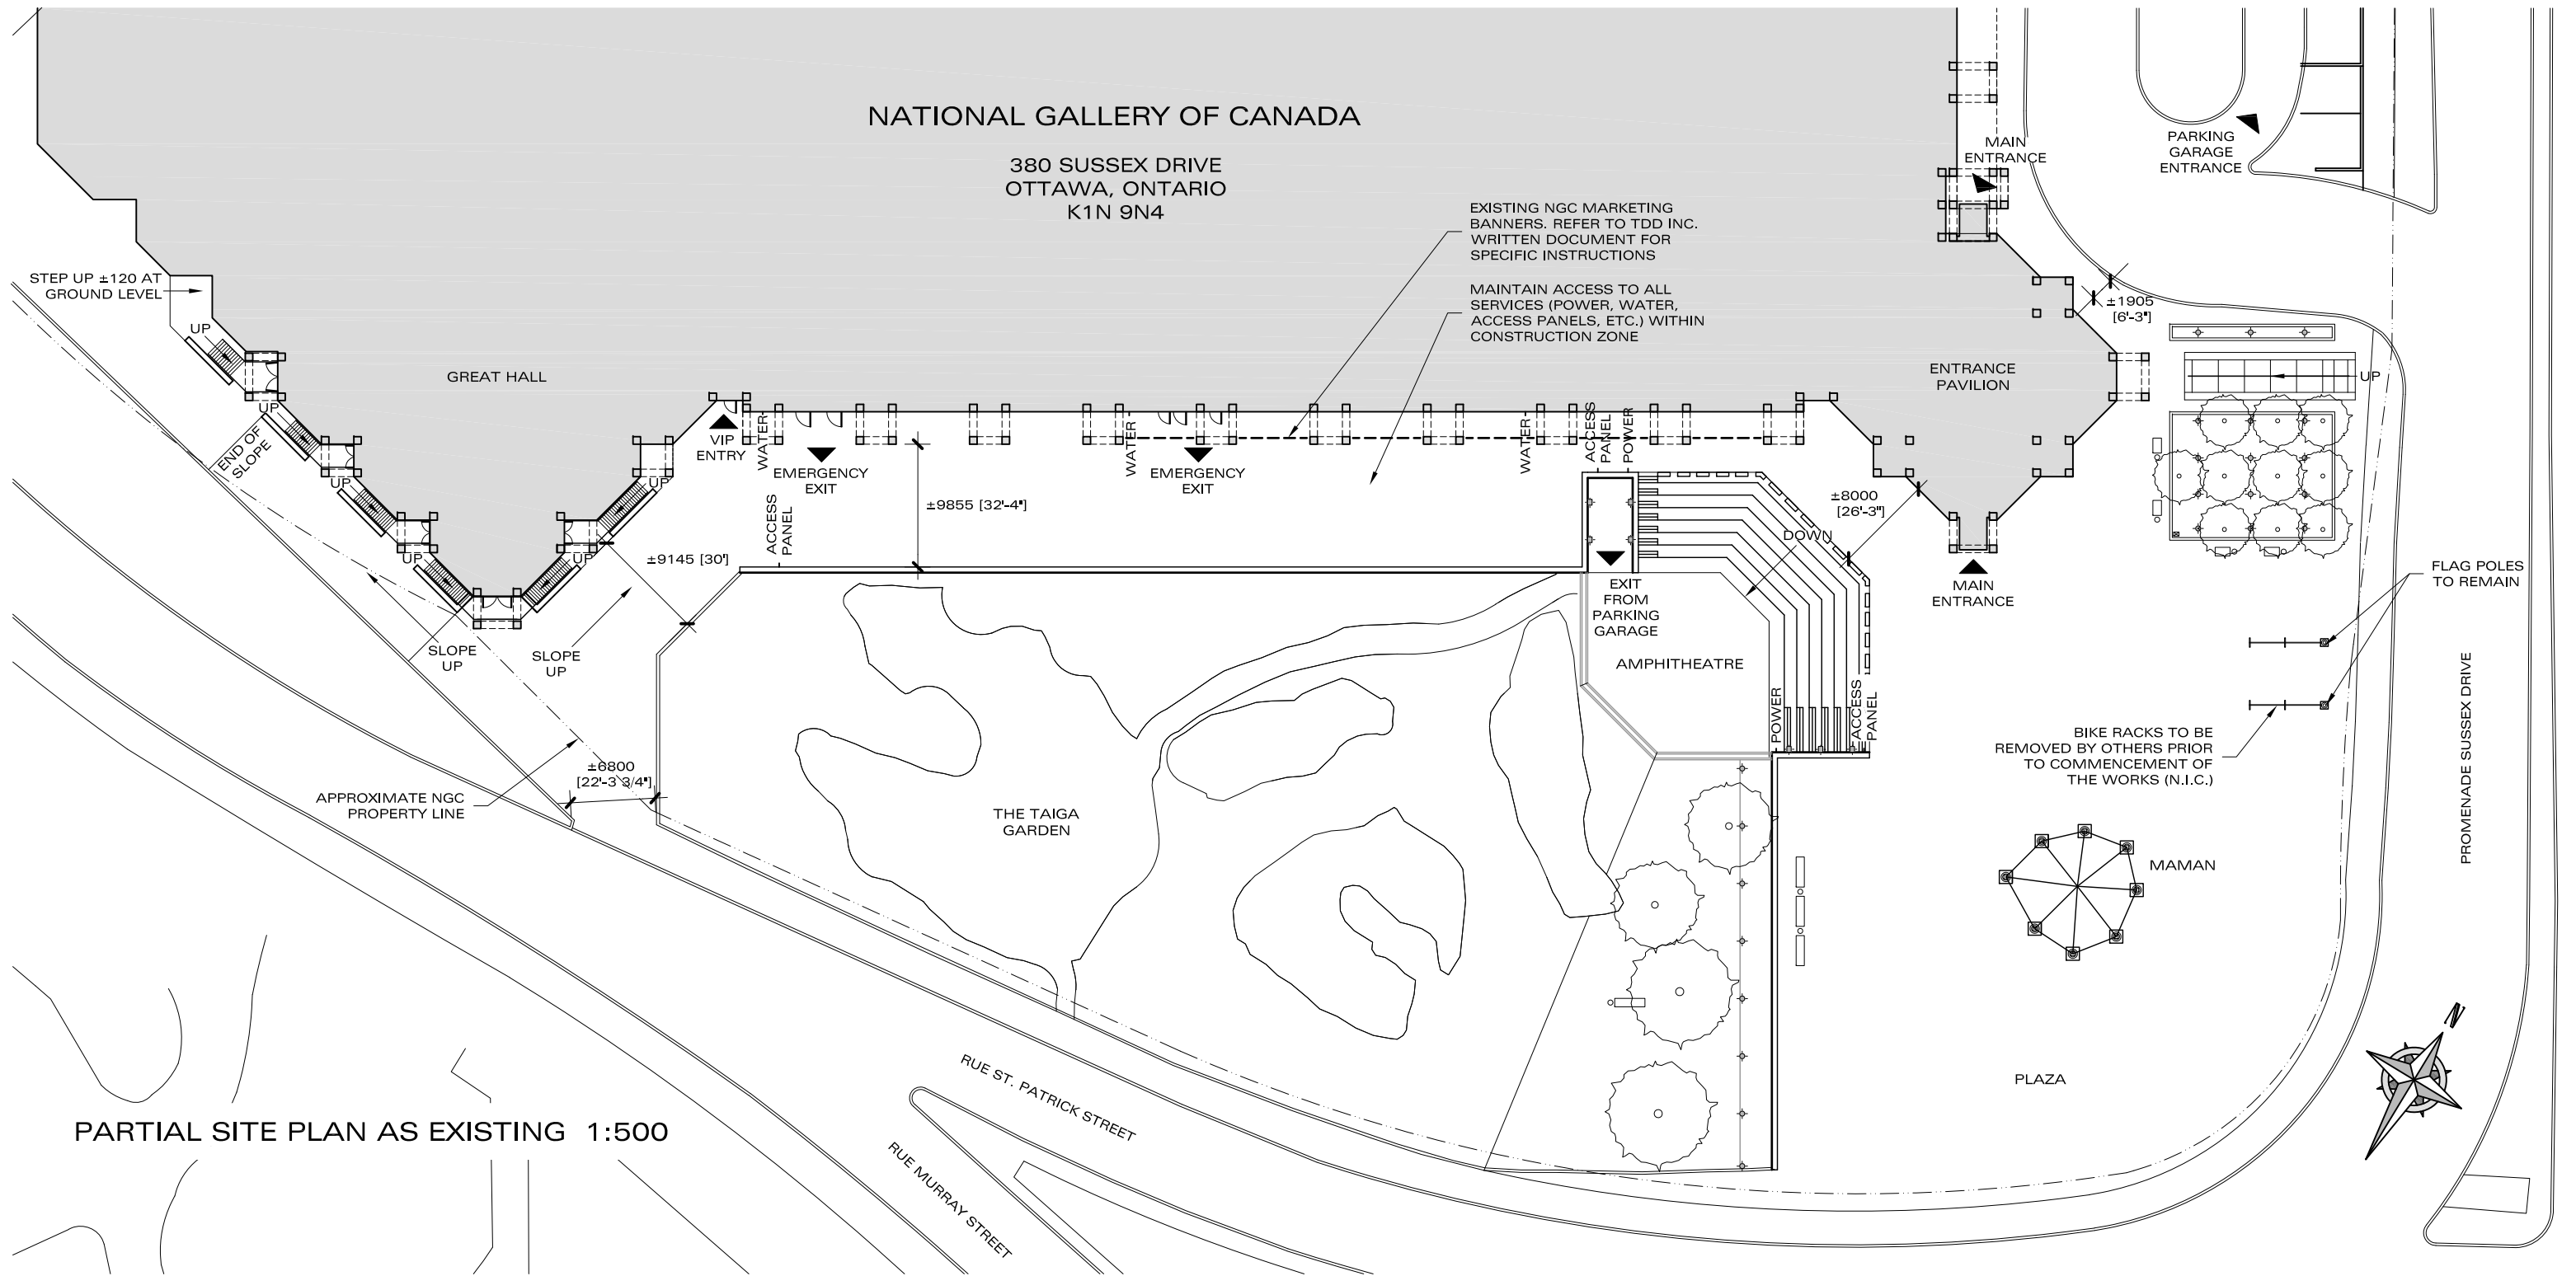 NATIONAL GALLERY OF CANADA
380 SUSSEX DRIVE
OTTAWA, ONTARIO
K1N 9N4
MAIN
ENTRANCE
PARKING
GARAGE
ENTRANCE
EXISTING NGC MARKETING
BANNERS. REFER TO TDD INC.
WRITTEN DOCUMENT FOR
SPECIFIC INSTRUCTIONS
MAINTAIN ACCESS TO ALL
SERVICES (POWER, WATER,
ACCESS PANELS, ETC.) WITHIN
CONSTRUCTION ZONE
STEP UP ±120 AT
GROUND LEVEL
±1905
[6'-3"]
UP
UP
END OF
SLOPE
UP
UP
UP
UP
GREAT HALL
ENTRANCE
PAVILION
UP
VIP
ENTRY
WATER
EMERGENCY
EXIT
WATER
EMERGENCY
EXIT
WATER
ACCESS
PANEL
POWER
±9855 [32'-4"]
±8000
[26'-3"]
ACCESS
PANEL
±9145 [30']
DOWN
EXIT
FROM
PARKING
GARAGE
MAIN
ENTRANCE
FLAG POLES
TO REMAIN
SLOPE
UP
SLOPE
UP
AMPHITHEATRE
POWER
ACCESS
PANEL
PROMENADE SUSSEX DRIVE
BIKE RACKS TO BE
REMOVED BY OTHERS PRIOR
TO COMMENCEMENT OF
THE WORKS (N.I.C.)
±6800
[22'-3 3/4"]
APPROXIMATE NGC
PROPERTY LINE
THE TAIGA
GARDEN
MAMAN
N
RUE ST. PATRICK STREET
PLAZA
PARTIAL SITE PLAN AS EXISTING 1:500
RUE MURRAY STREET